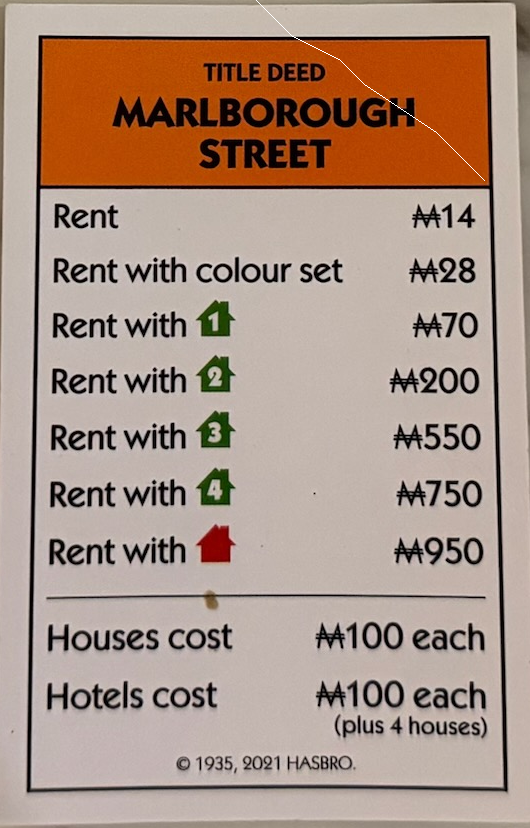 TITLE DEED
MARLBOROUGH
STREET
Rent ₩14
Rent with colour set ₩28
Rent with 1 ₩70
Rent with 2 ₩200
Rent with 3 ₩550
Rent with 4 ₩750
Rent with ₩950
Houses cost ₩100 each
Hotels cost ₩100 each
(plus 4 houses)
© 1935, 2021 HASBRO.